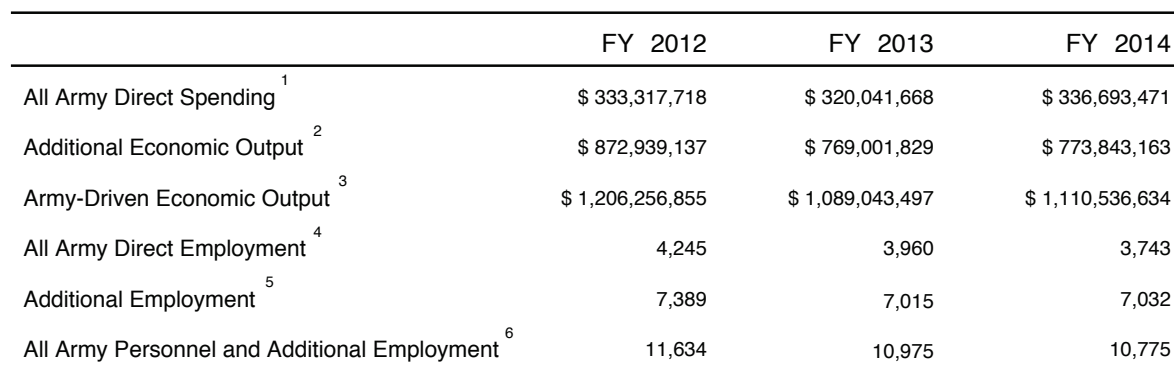 FY 2012 FY 2013 FY 2014
All Army Direct Spending 1 $ 333,317,718 $ 320,041,668 $ 336,693,471
Additional Economic Output 2 $ 872,939,137 $ 769,001,829 $ 773,843,163
Army-Driven Economic Output 3 $ 1,206,256,855 $ 1,089,043,497 $ 1,110,536,634
All Army Direct Employment 4 4,245 3,960 3,743
Additional Employment 5 7,389 7,015 7,032
All Army Personnel and Additional Employment 6 11,634 10,975 10,775